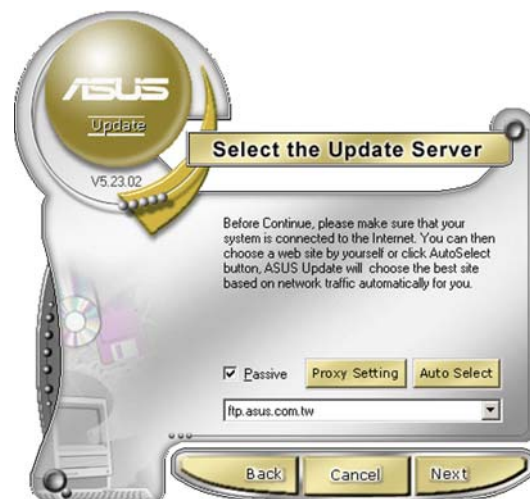 ASUS
Update
V5.23.02
Select the Update Server
Before Continue, please make sure that your
system is connected to the Internet. You can then
choose a web site by yourself or click AutoSelect
button, ASUS Update will choose the best site
based on network traffic automatically for you.
Passive Proxy Setting Auto Select
ftp.asus.com.tw
Back Cancel Next